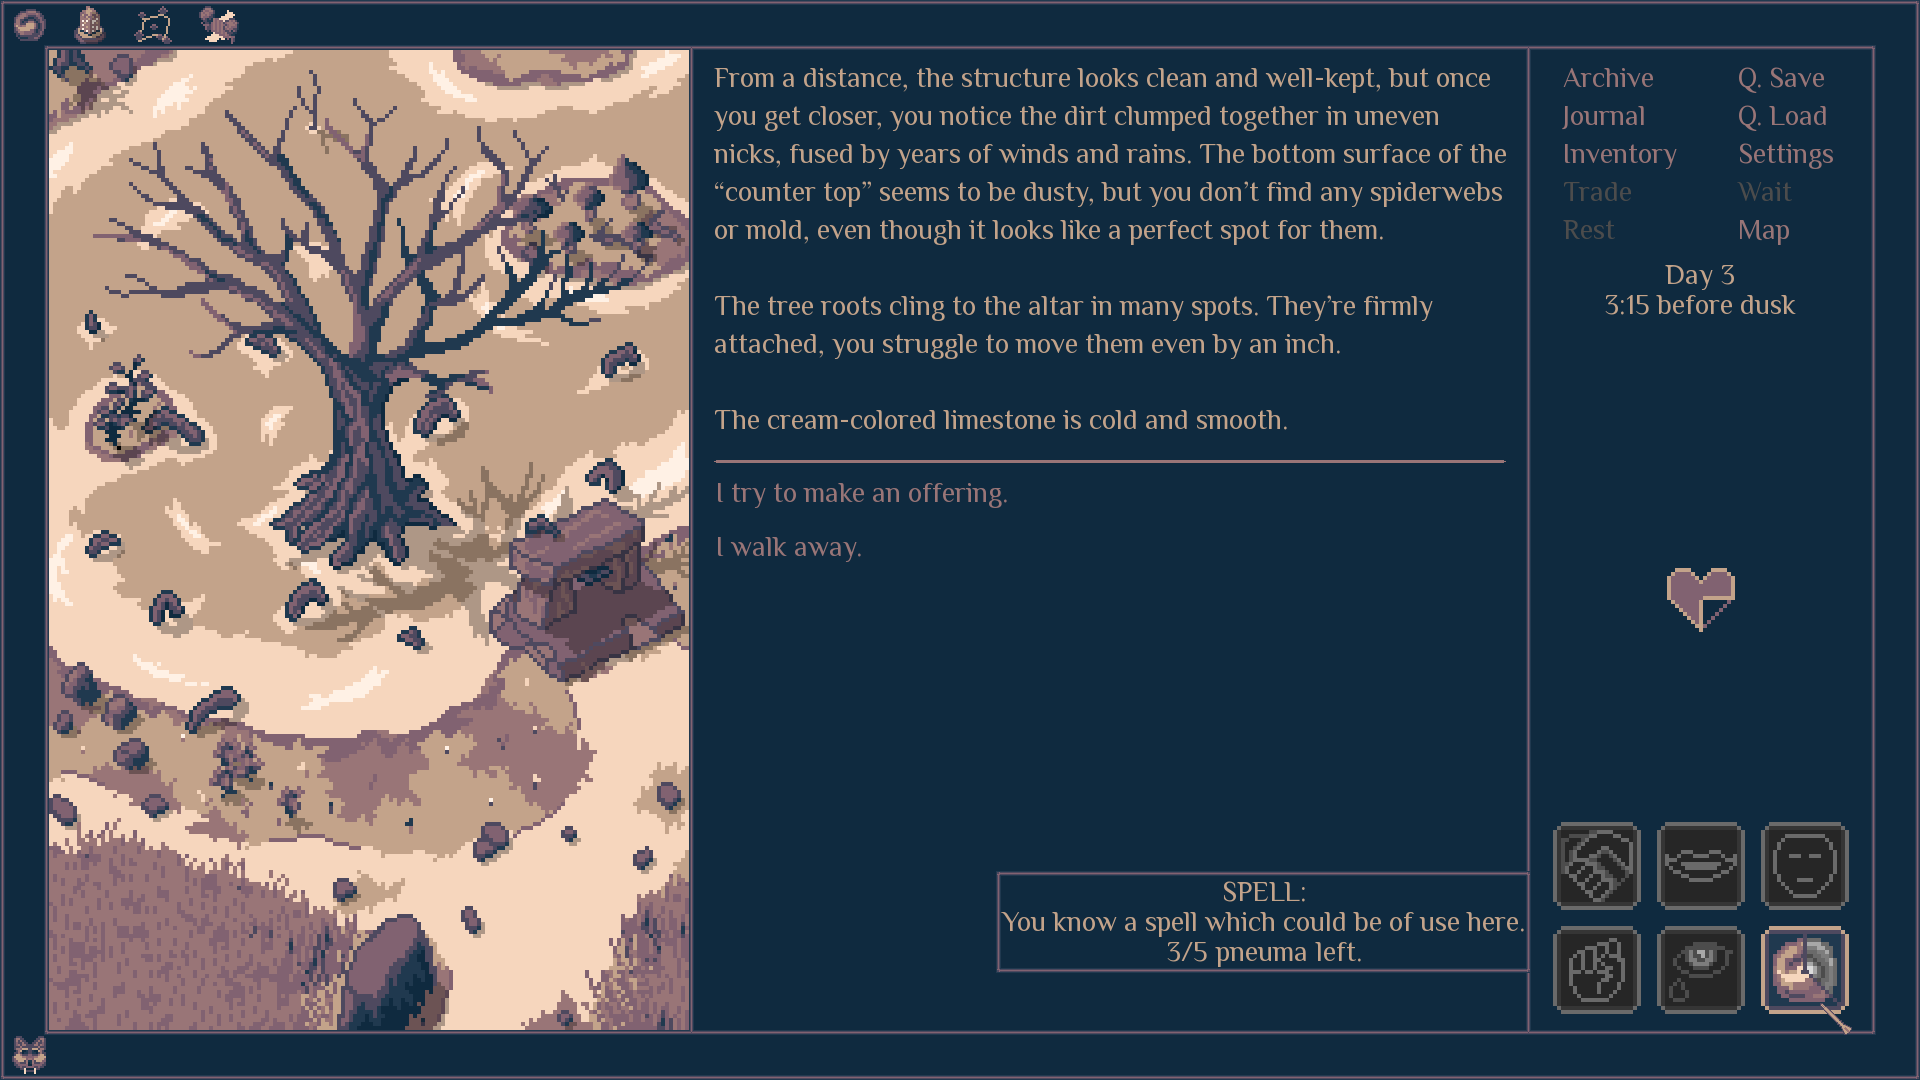 From a distance, the structure looks clean and well-kept, but once
you get closer, you notice the dirt clumped together in uneven
nicks, fused by years of winds and rains. The bottom surface of the
“counter top” seems to be dusty, but you don’t find any spiderwebs
or mold, even though it looks like a perfect spot for them.
The tree roots cling to the altar in many spots. They’re firmly
attached, you struggle to move them even by an inch.
The cream-colored limestone is cold and smooth.
I try to make an offering.
I walk away.
SPELL:
You know a spell which could be of use here.
3/5 pneuma left.
Archive Q. Save
Journal Q. Load
Inventory Settings
Trade Wait
Rest Map
Day 3
3:15 before dusk